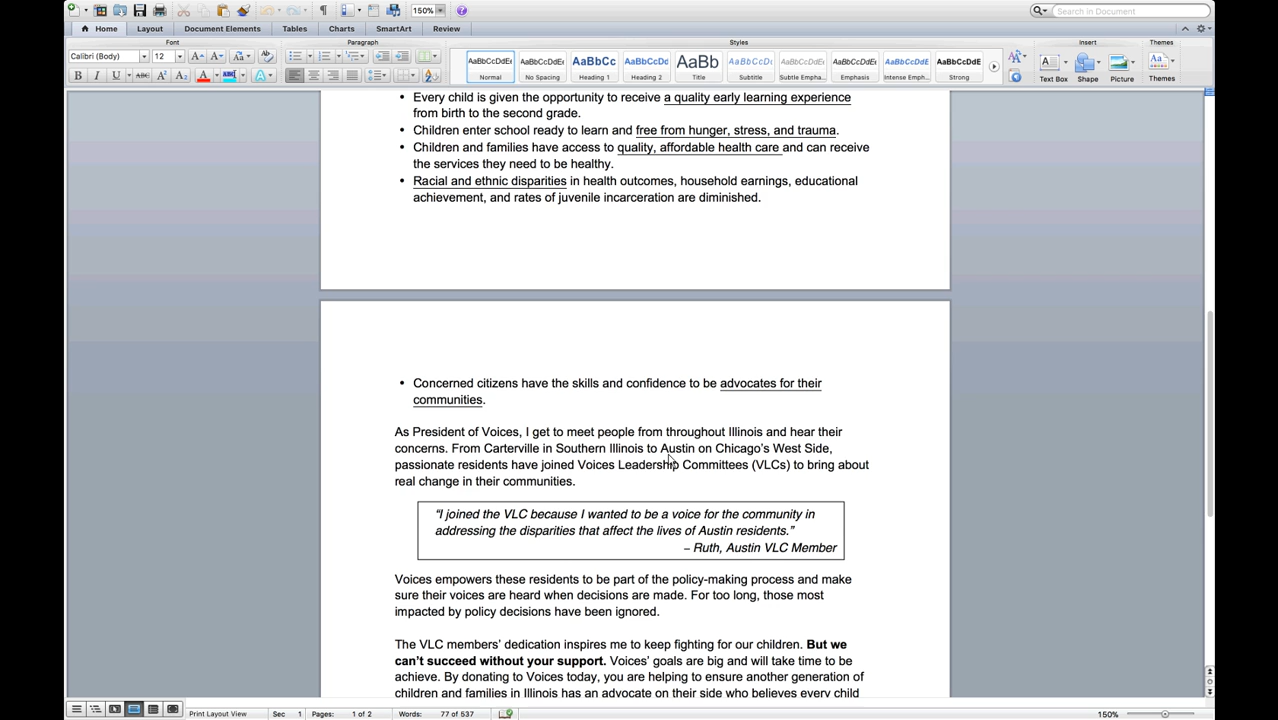 150%
Search in Document
Home Layout Document Elements Tables Charts SmartArt Review
Font Paragraph Styles Insert Themes
Calibri (Body) 12
AaBbCcDdEe AaBbCcDdEe AaBbCc AaBbCcDd AaBb AaBbCcDd AaBbCcDdEe AaBbCcDdEe AaBbCcDdEe AaBbCcDdEe
Normal No Spacing Heading 1 Heading 2 Title Subtitle Subtle Empha... Emphasis Intense Emph... Strong Text Box Shape Picture Themes
• Every child is given the opportunity to receive a quality early learning experience
from birth to the second grade.
• Children enter school ready to learn and free from hunger, stress, and trauma.
• Children and families have access to quality, affordable health care and can receive
the services they need to be healthy.
• Racial and ethnic disparities in health outcomes, household earnings, educational
achievement, and rates of juvenile incarceration are diminished.
• Concerned citizens have the skills and confidence to be advocates for their
communities.
As President of Voices, I get to meet people from throughout Illinois and hear their
concerns. From Carterville in Southern Illinois to Austin on Chicago's West Side,
passionate residents have joined Voices Leadership Committees (VLCs) to bring about
real change in their communities.
"I joined the VLC because I wanted to be a voice for the community in
addressing the disparities that affect the lives of Austin residents."
– Ruth, Austin VLC Member
Voices empowers these residents to be part of the policy-making process and make
sure their voices are heard when decisions are made. For too long, those most
impacted by policy decisions have been ignored.
The VLC members' dedication inspires me to keep fighting for our children. But we
can't succeed without your support. Voices' goals are big and will take time to be
achieve. By donating to Voices today, you are helping to ensure another generation of
children and families in Illinois has an advocate on their side who believes every child
Print Layout View Sec 1 Pages: 1 of 2 Words: 77 of 537 150%